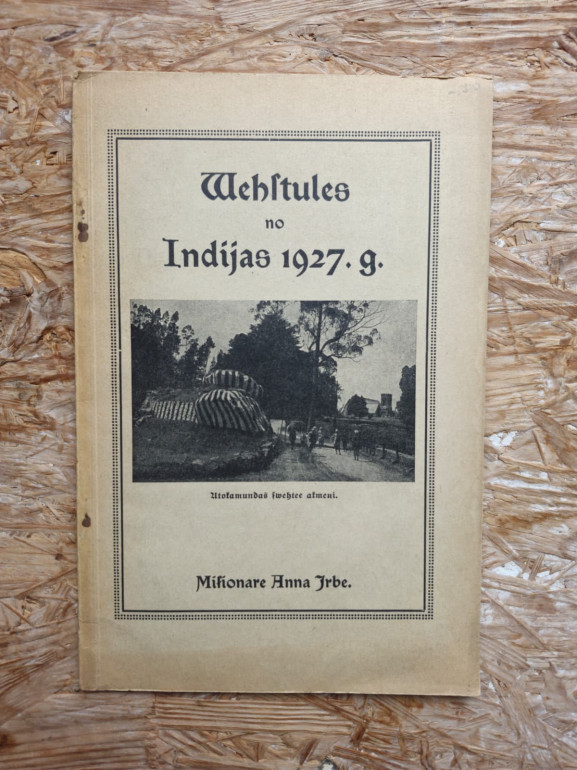 Wehſtules
no
Indijas 1927. g.
Utokamundas ſwehtee akmeni.
Miſionare Anna Irbe.